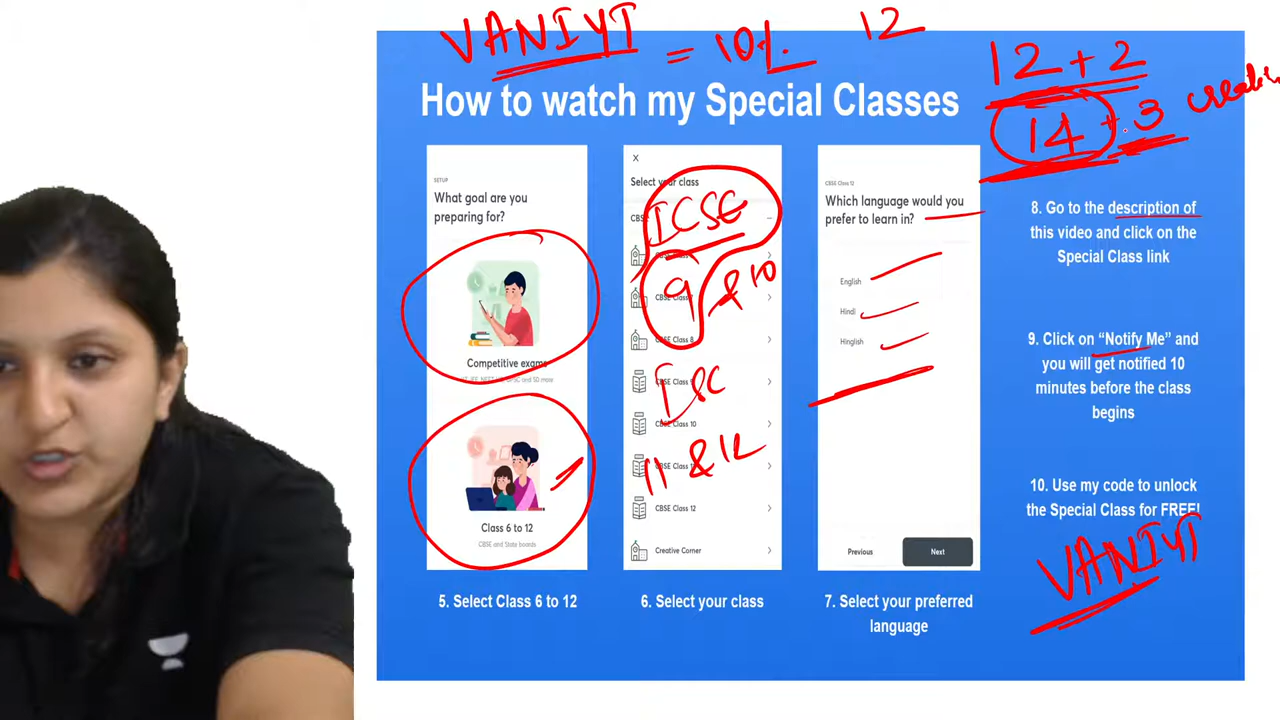 VANIYT = 10%
12
12 + 2
14 + 3
How to watch my Special Classes
SETUP
What goal are you
preparing for?
Competitive exams
Class 6 to 12
CBSE and State boards
5. Select Class 6 to 12
Select your class
ICSE
9 & 10
CBSE Class 8
ISC
CBSE Class 10
11 & 12
CBSE Class 12
Creative Corner
6. Select your class
CBSE Class 12
Which language would you
prefer to learn in?
English
Hindi
Hinglish
Previous
Next
7. Select your preferred
language
8. Go to the description of
this video and click on the
Special Class link
9. Click on “Notify Me” and
you will get notified 10
minutes before the class
begins
10. Use my code to unlock
the Special Class for FREE!
VANIYT